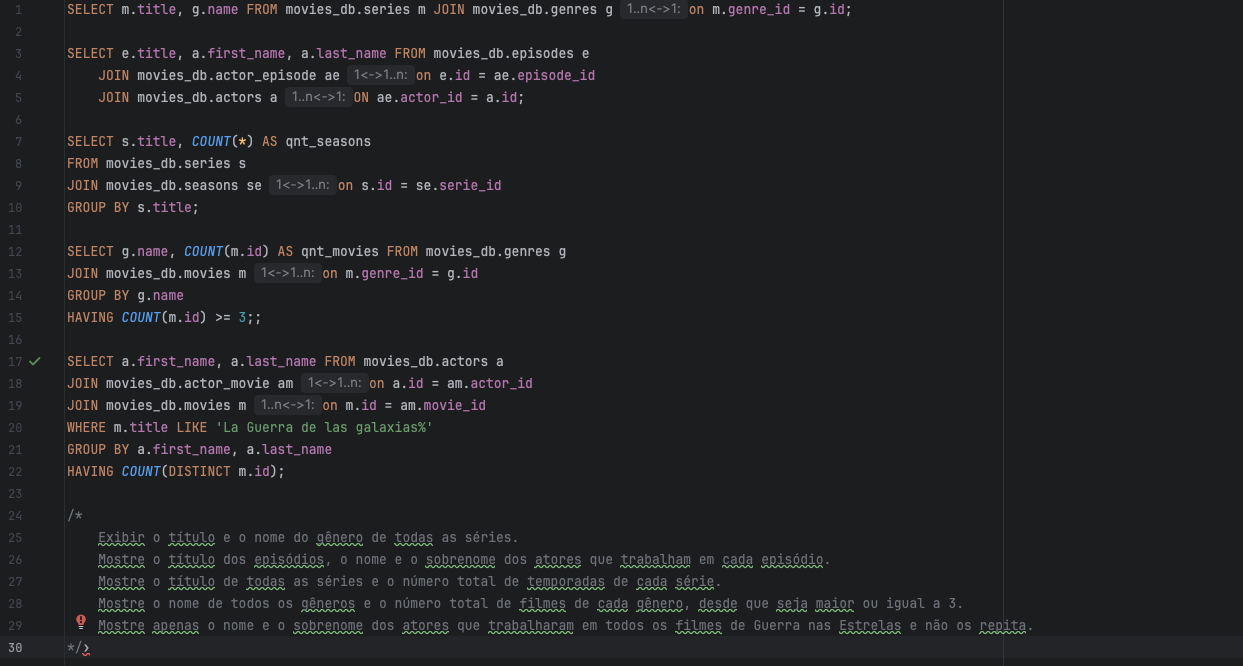 1 SELECT m.title, g.name FROM movies_db.series m JOIN movies_db.genres g 1..n<->1: on m.genre_id = g.id;
2
3 SELECT e.title, a.first_name, a.last_name FROM movies_db.episodes e
4 JOIN movies_db.actor_episode ae 1<->1..n: on e.id = ae.episode_id
5 JOIN movies_db.actors a 1..n<->1: ON ae.actor_id = a.id;
6
7 SELECT s.title, COUNT(*) AS qnt_seasons
8 FROM movies_db.series s
9 JOIN movies_db.seasons se 1<->1..n: on s.id = se.serie_id
10 GROUP BY s.title;
11
12 SELECT g.name, COUNT(m.id) AS qnt_movies FROM movies_db.genres g
13 JOIN movies_db.movies m 1<->1..n: on m.genre_id = g.id
14 GROUP BY g.name
15 HAVING COUNT(m.id) >= 3;;
16
17 SELECT a.first_name, a.last_name FROM movies_db.actors a
18 JOIN movies_db.actor_movie am 1<->1..n: on a.id = am.actor_id
19 JOIN movies_db.movies m 1..n<->1: on m.id = am.movie_id
20 WHERE m.title LIKE 'La Guerra de las galaxias%'
21 GROUP BY a.first_name, a.last_name
22 HAVING COUNT(DISTINCT m.id);
23
24 /*
25 Exibir o título e o nome do gênero de todas as séries.
26 Mostre o título dos episódios, o nome e o sobrenome dos atores que trabalham em cada episódio.
27 Mostre o título de todas as séries e o número total de temporadas de cada série.
28 Mostre o nome de todos os gêneros e o número total de filmes de cada gênero, desde que seja maior ou igual a 3.
29 Mostre apenas o nome e o sobrenome dos atores que trabalharam em todos os filmes de Guerra nas Estrelas e não os repita.
30 */›